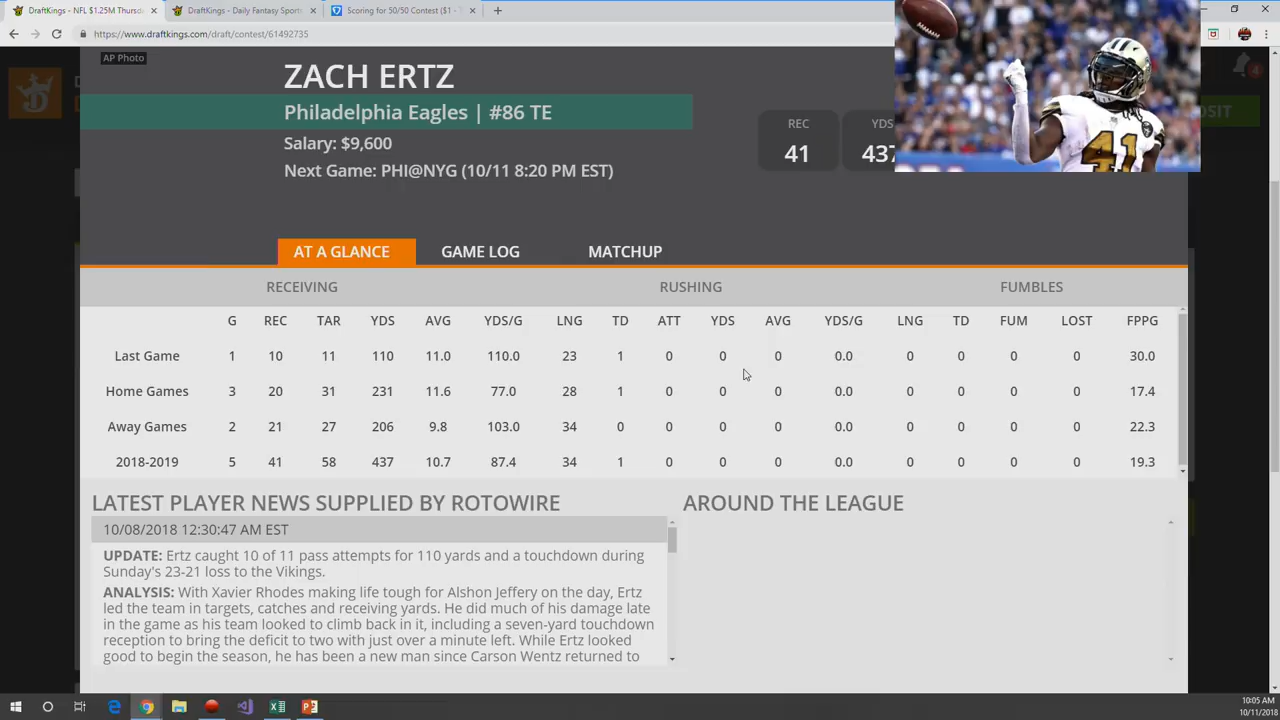 DraftKings - NFL $1.25M Thursd
DraftKings - Daily Fantasy Sport
Scoring for 50/50 Contest ($1 -
https://www.draftkings.com/draft/contest/61492735
AP Photo
ZACH ERTZ
Philadelphia Eagles | #86 TE
Salary: $9,600
Next Game: PHI@NYG (10/11 8:20 PM EST)
REC
41
YDS
437
41
4
OSIT
AT A GLANCE GAME LOG MATCHUP
RECEIVING RUSHING FUMBLES
G REC TAR YDS AVG YDS/G LNG TD ATT YDS AVG YDS/G LNG TD FUM LOST FPPG
Last Game 1 10 11 110 11.0 110.0 23 1 0 0 0 0.0 0 0 0 0 30.0
Home Games 3 20 31 231 11.6 77.0 28 1 0 0 0 0.0 0 0 0 0 17.4
Away Games 2 21 27 206 9.8 103.0 34 0 0 0 0 0.0 0 0 0 0 22.3
2018-2019 5 41 58 437 10.7 87.4 34 1 0 0 0 0.0 0 0 0 0 19.3
LATEST PLAYER NEWS SUPPLIED BY ROTOWIRE
10/08/2018 12:30:47 AM EST
UPDATE: Ertz caught 10 of 11 pass attempts for 110 yards and a touchdown during
Sunday's 23-21 loss to the Vikings.
ANALYSIS: With Xavier Rhodes making life tough for Alshon Jeffery on the day, Ertz
led the team in targets, catches and receiving yards. He did much of his damage late
in the game as his team looked to climb back in it, including a seven-yard touchdown
reception to bring the deficit to two with just over a minute left. While Ertz looked
good to begin the season, he has been a new man since Carson Wentz returned to
AROUND THE LEAGUE
10:05 AM
10/11/2018